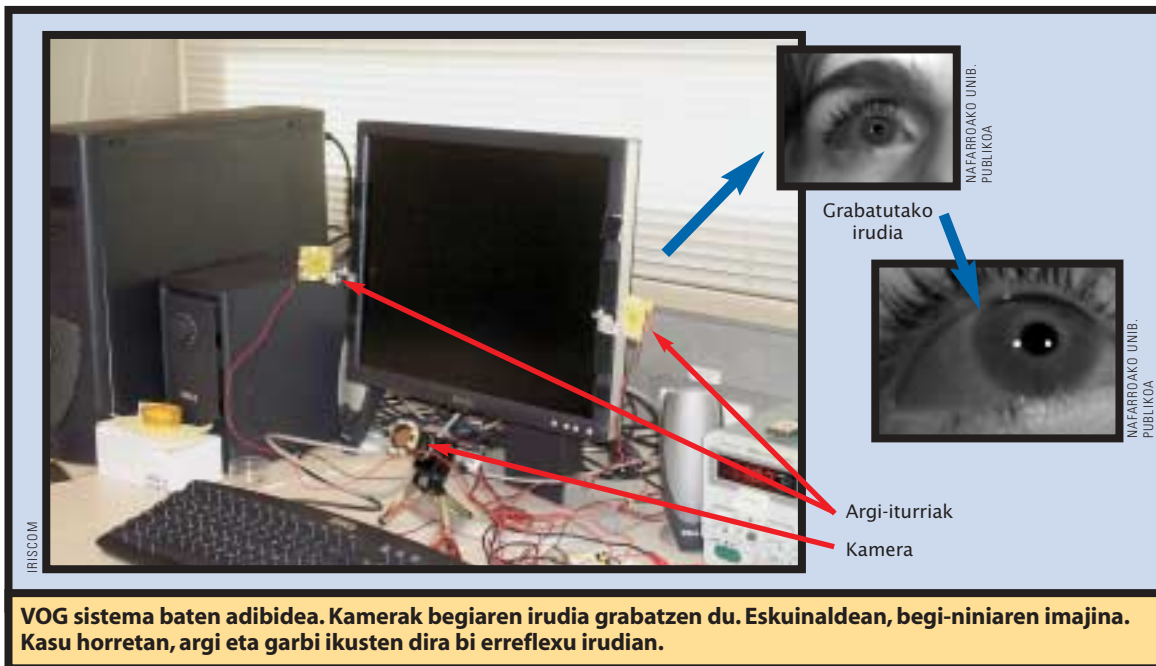 NAFARROAKO UNIB.
PUBLIKOA
Grabatutako
irudia
NAFARROAKO UNIB.
PUBLIKOA
Argi-iturriak
Kamera
IRISCOM
VOG sistema baten adibidea. Kamerak begiaren irudia grabatzen du. Eskuinaldean, begi-niniaren imajina.
Kasu horretan, argi eta garbi ikusten dira bi erreflexu irudian.